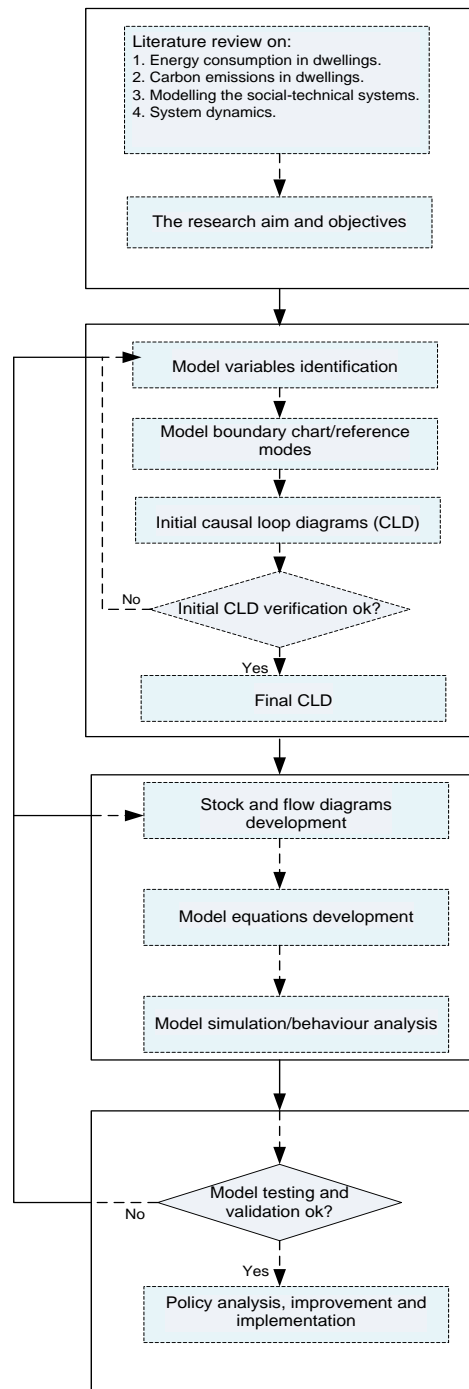 Literature review on:
1. Energy consumption in dwellings.
2. Carbon emissions in dwellings.
3. Modelling the social-technical systems.
4. System dynamics.
The research aim and objectives
Model variables identification
Model boundary chart/reference
modes
Initial causal loop diagrams (CLD)
No
Initial CLD verification ok?
Yes
Final CLD
Stock and flow diagrams
development
Model equations development
Model simulation/behaviour analysis
Model testing and
validation ok?
No
Yes
Policy analysis, improvement and
implementation